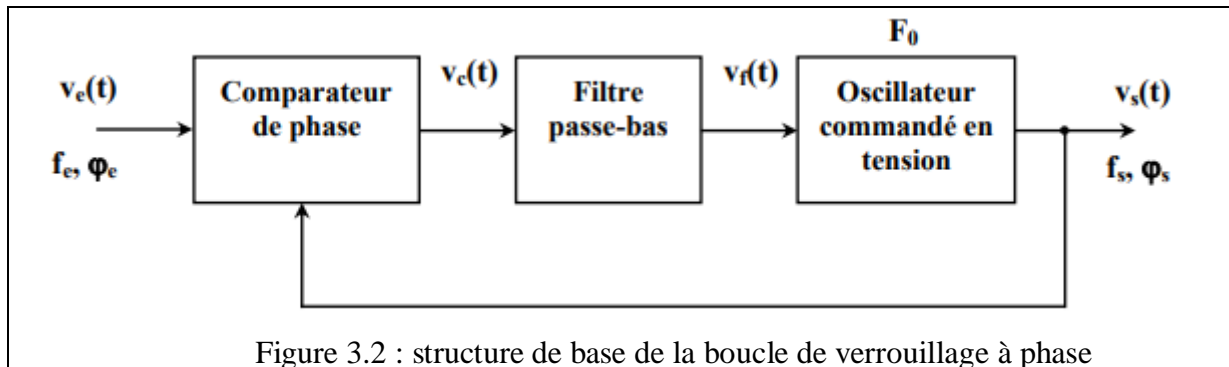 F₀
vₑ(t)
Comparateur
de phase
v_c(t)
Filtre
passe-bas
v_f(t)
Oscillateur
commandé en
tension
vₛ(t)
fₑ, φₑ
fₛ, φₛ
Figure 3.2 : structure de base de la boucle de verrouillage à phase